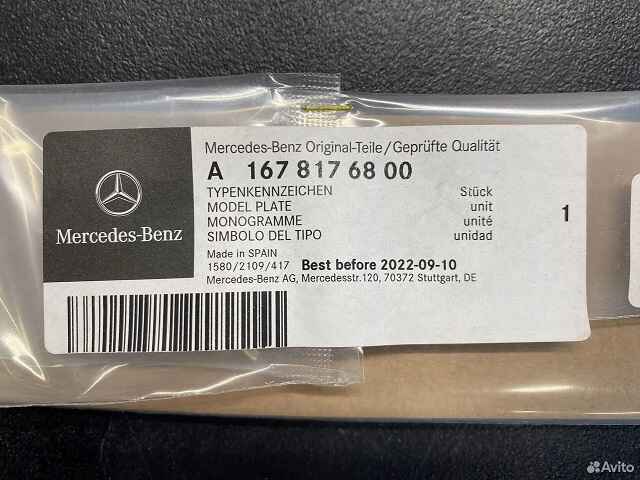 Mercedes-Benz Original-Teile/Geprüfte Qualität
A 167 817 68 00
TYPENKENNZEICHEN Stück
MODEL PLATE unit
MONOGRAMME unité
SIMBOLO DEL TIPO unidad
1
Mercedes-Benz
Made in SPAIN
1580/2109/417 Best before 2022-09-10
Mercedes-Benz AG, Mercedesstr.120, 70372 Stuttgart, DE
Avito